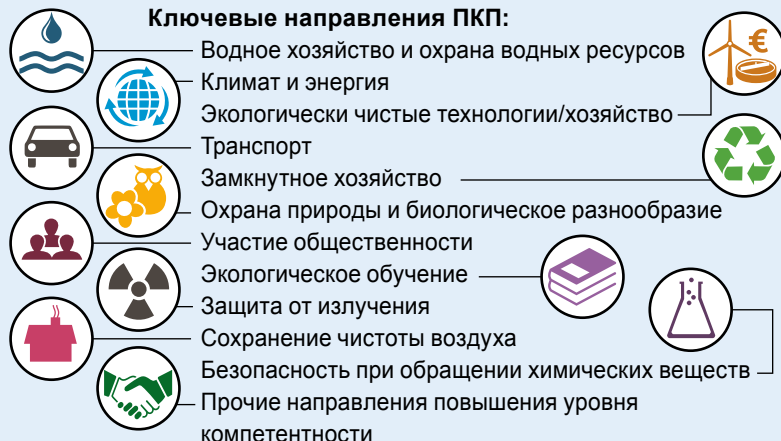 Ключевые направления ПКП:
Водное хозяйство и охрана водных ресурсов
Климат и энергия
Экологически чистые технологии/хозяйство
€
Транспорт
Замкнутное хозяйство
Охрана природы и биологическое разнообразие
Участие общественности
Экологическое обучение
Защита от излучения
Сохранение чистоты воздуха
Безопасность при обращении химических веществ
Прочие направления повышения уровня
компетентности